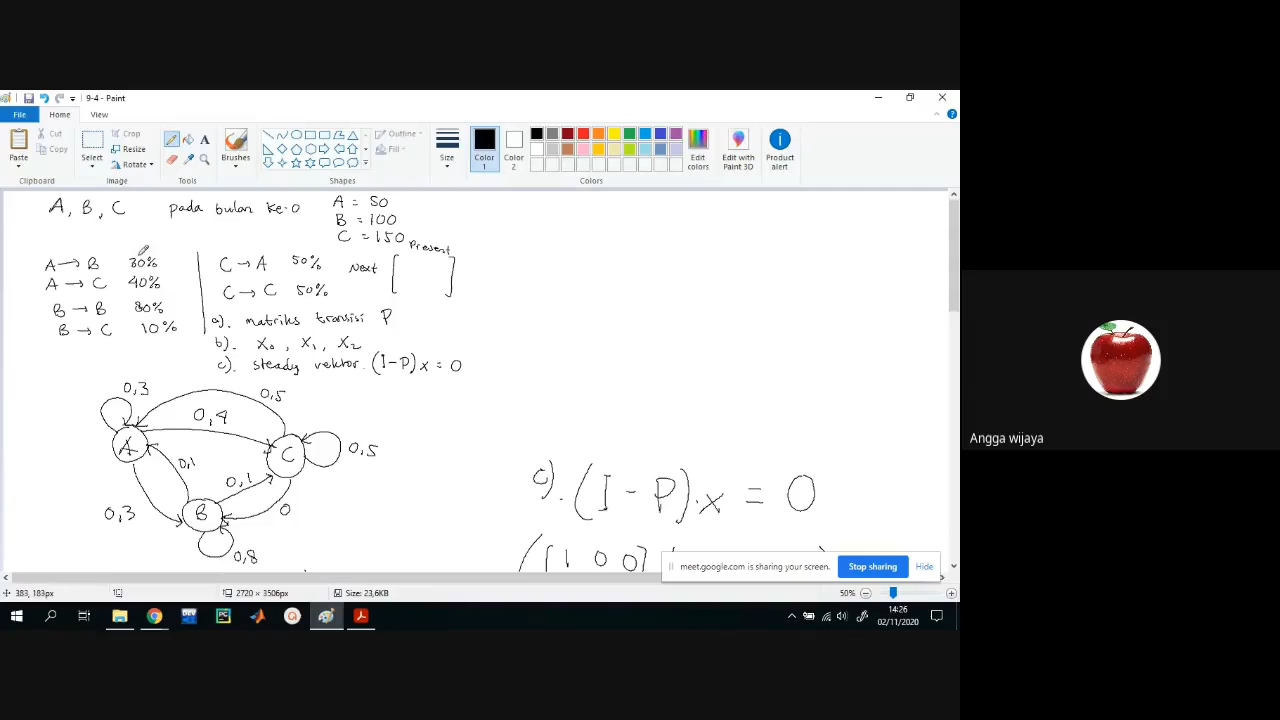 9-4 - Paint
File Home View
Cut
Copy
Paste
Clipboard
Crop
Resize
Rotate
Select
Image
Tools
Brushes
Outline
Fill
Shapes
Size
Color 1
Color 2
Edit colors
Edit with Paint 3D
Product alert
Colors
A, B, C pada bulan ke-0
A = 50
B = 100
C = 150
A → B 30%
A → C 40%
B → B 80%
B → C 10%
C → A 50%
C → C 50%
Present
Next [ ]
a). matriks transisi P
b). X0, X1, X2
c). steady vektor. (I-P)x = 0
0,3
0,5
0,4
A
C
0,5
0,1
0,1
0,3
B
0
0,8
c). (I - P).x = 0
([1 0 0]
meet.google.com is sharing your screen. Stop sharing Hide
383, 183px
2720 × 3506px
Size: 23,6KB
50%
14:26
02/11/2020
Angga wijaya